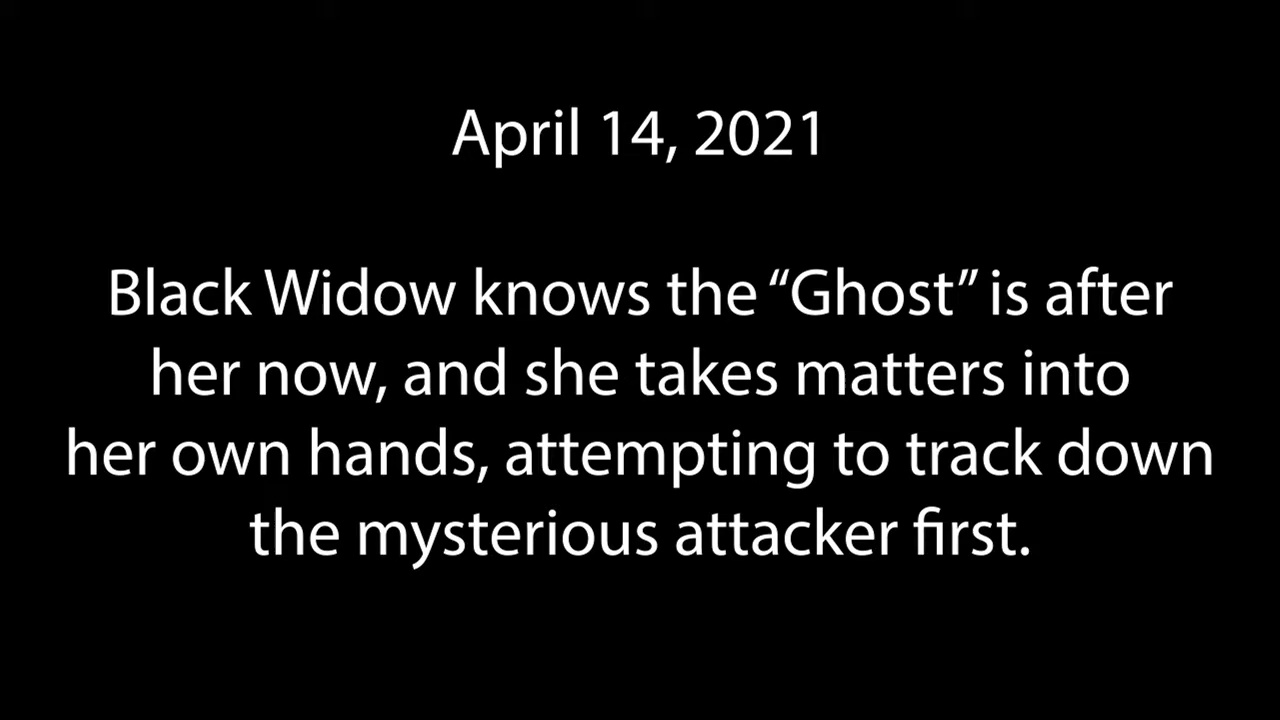 April 14, 2021
Black Widow knows the “Ghost” is after
her now, and she takes matters into
her own hands, attempting to track down
the mysterious attacker first.